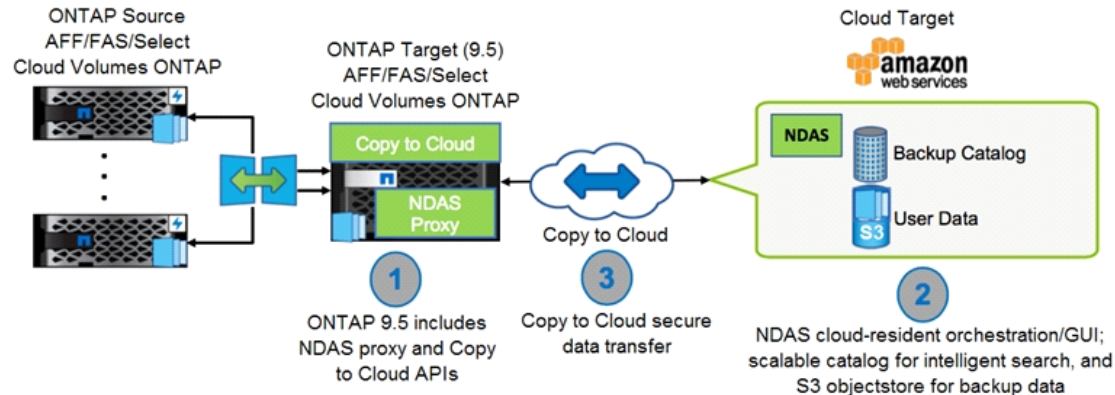 ONTAP Source
AFF/FAS/Select
Cloud Volumes ONTAP
ONTAP Target (9.5)
AFF/FAS/Select
Cloud Volumes ONTAP
Copy to Cloud
NDAS
Proxy
1
ONTAP 9.5 includes
NDAS proxy and Copy
to Cloud APIs
Copy to Cloud
3
Copy to Cloud secure
data transfer
Cloud Target
amazon
web services
NDAS
Backup Catalog
User Data
S3
2
NDAS cloud-resident orchestration/GUI;
scalable catalog for intelligent search, and
S3 objectstore for backup data